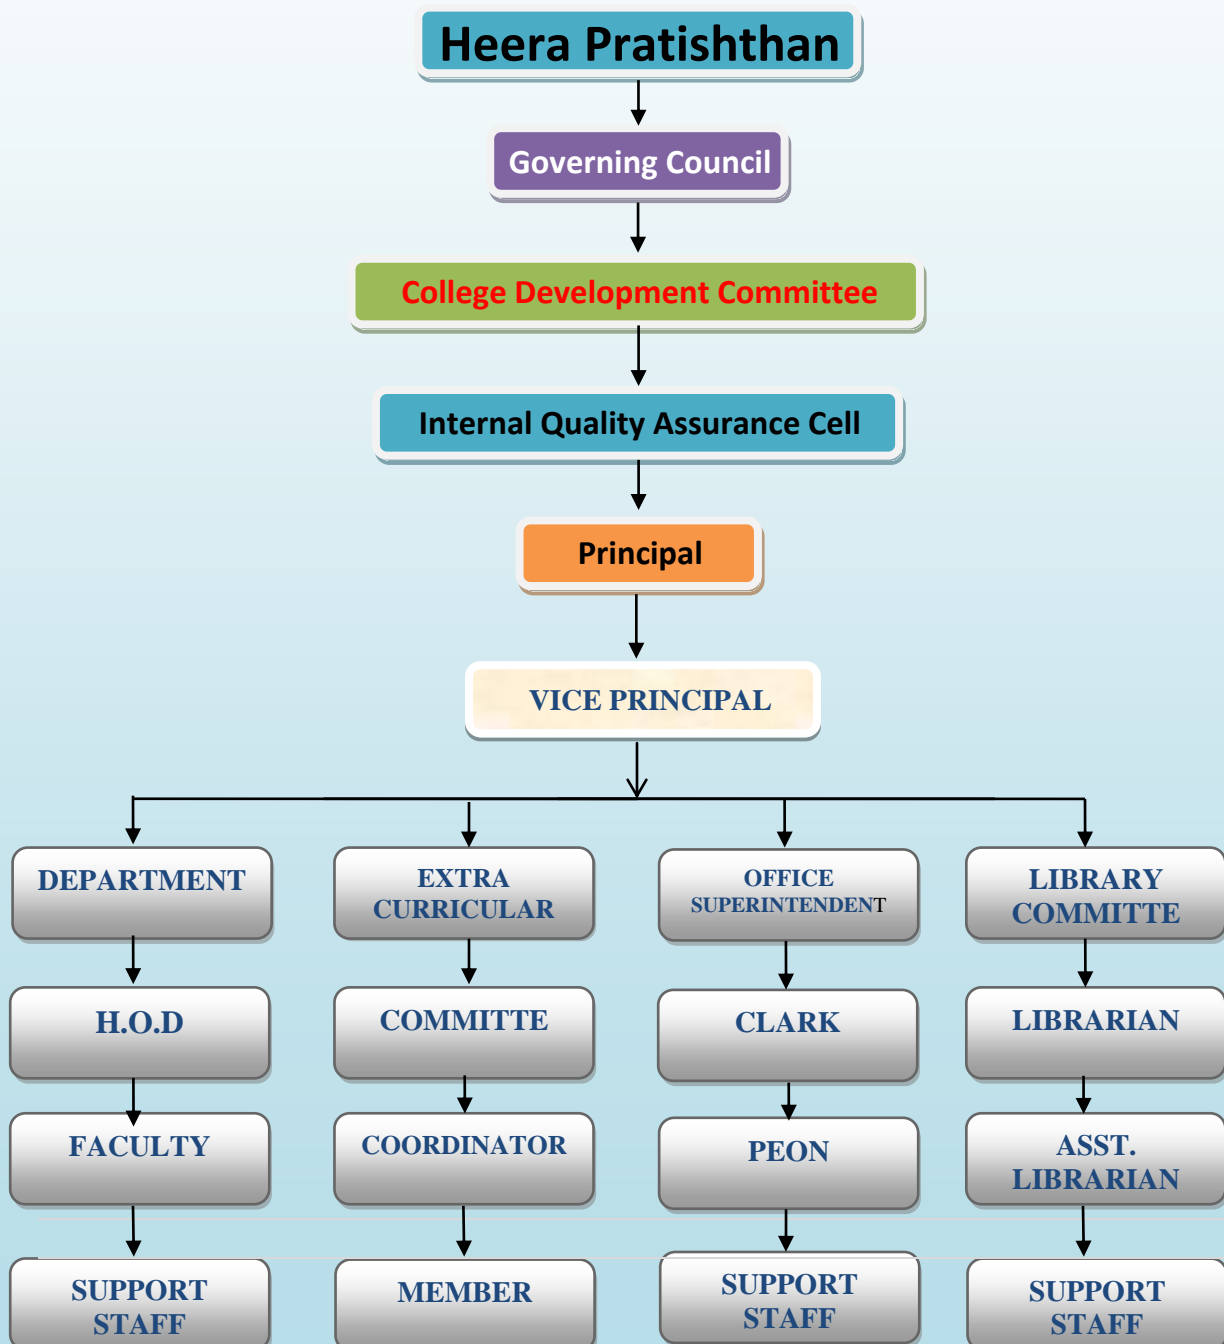 Heera Pratishthan
Governing Council
College Development Committee
Internal Quality Assurance Cell
Principal
VICE PRINCIPAL
DEPARTMENT
EXTRA
CURRICULAR
OFFICE
SUPERINTENDENT
LIBRARY
COMMITTE
H.O.D
COMMITTE
CLARK
LIBRARIAN
FACULTY
COORDINATOR
PEON
ASST.
LIBRARIAN
SUPPORT
STAFF
MEMBER
SUPPORT
STAFF
SUPPORT
STAFF